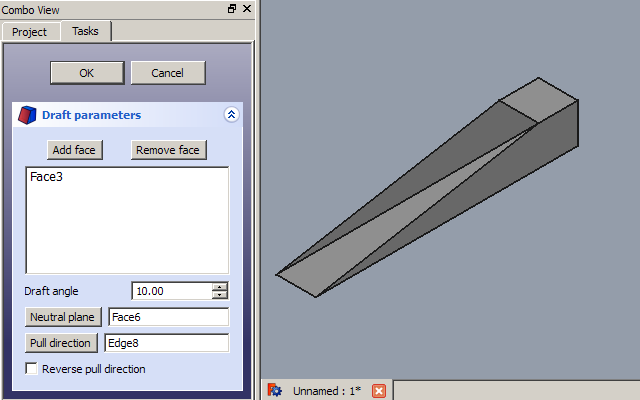 Combo View
Project Tasks
OK Cancel
Draft parameters
Add face Remove face
Face3
Draft angle 10.00
Neutral plane Face6
Pull direction Edge8
Reverse pull direction
Unnamed : 1*